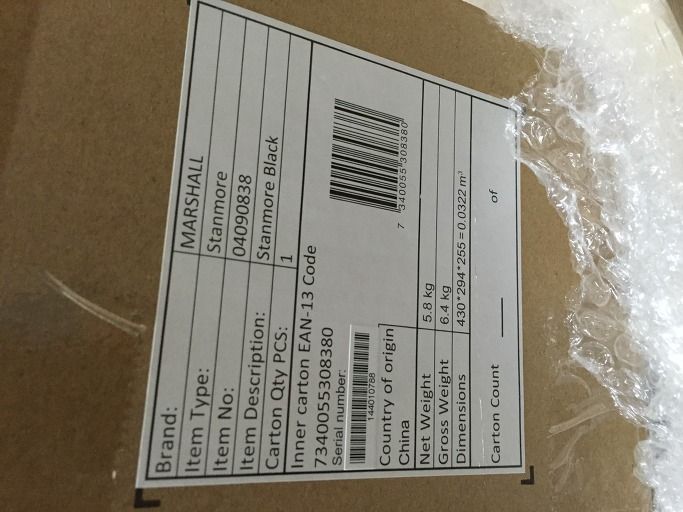 Brand: MARSHALL
Item Type: Stanmore
Item No: 04090838
Item Description: Stanmore Black
Carton Qty PCS: 1
Inner carton EAN-13 Code
7340055308380
7 340055 308380
Serial number:
144010788
Country of origin
China
Net Weight 5.8 kg
Gross Weight 6.4 kg
Dimensions 430*294*255 = 0.0322 m³
Carton Count of